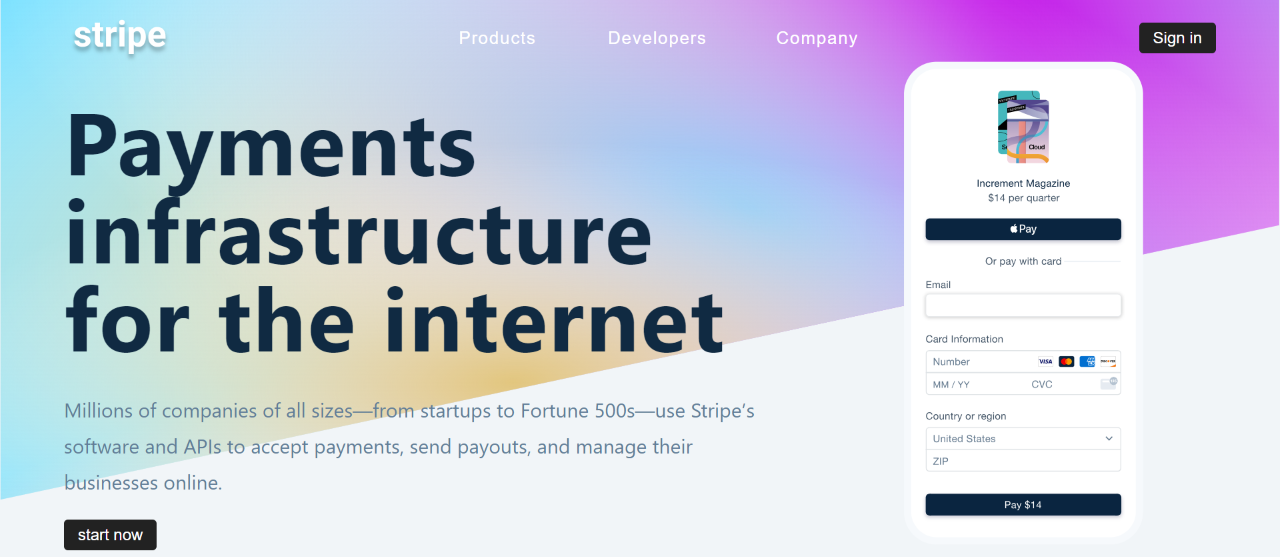 stripe
Products
Developers
Company
Sign in
Payments
infrastructure
for the internet
Millions of companies of all sizes—from startups to Fortune 500s—use Stripe’s
software and APIs to accept payments, send payouts, and manage their
businesses online.
start now
Cloud
Increment Magazine
$14 per quarter
Pay
Or pay with card
Email
Card Information
Number
VISA
MM / YY
CVC
Country or region
United States
ZIP
Pay $14